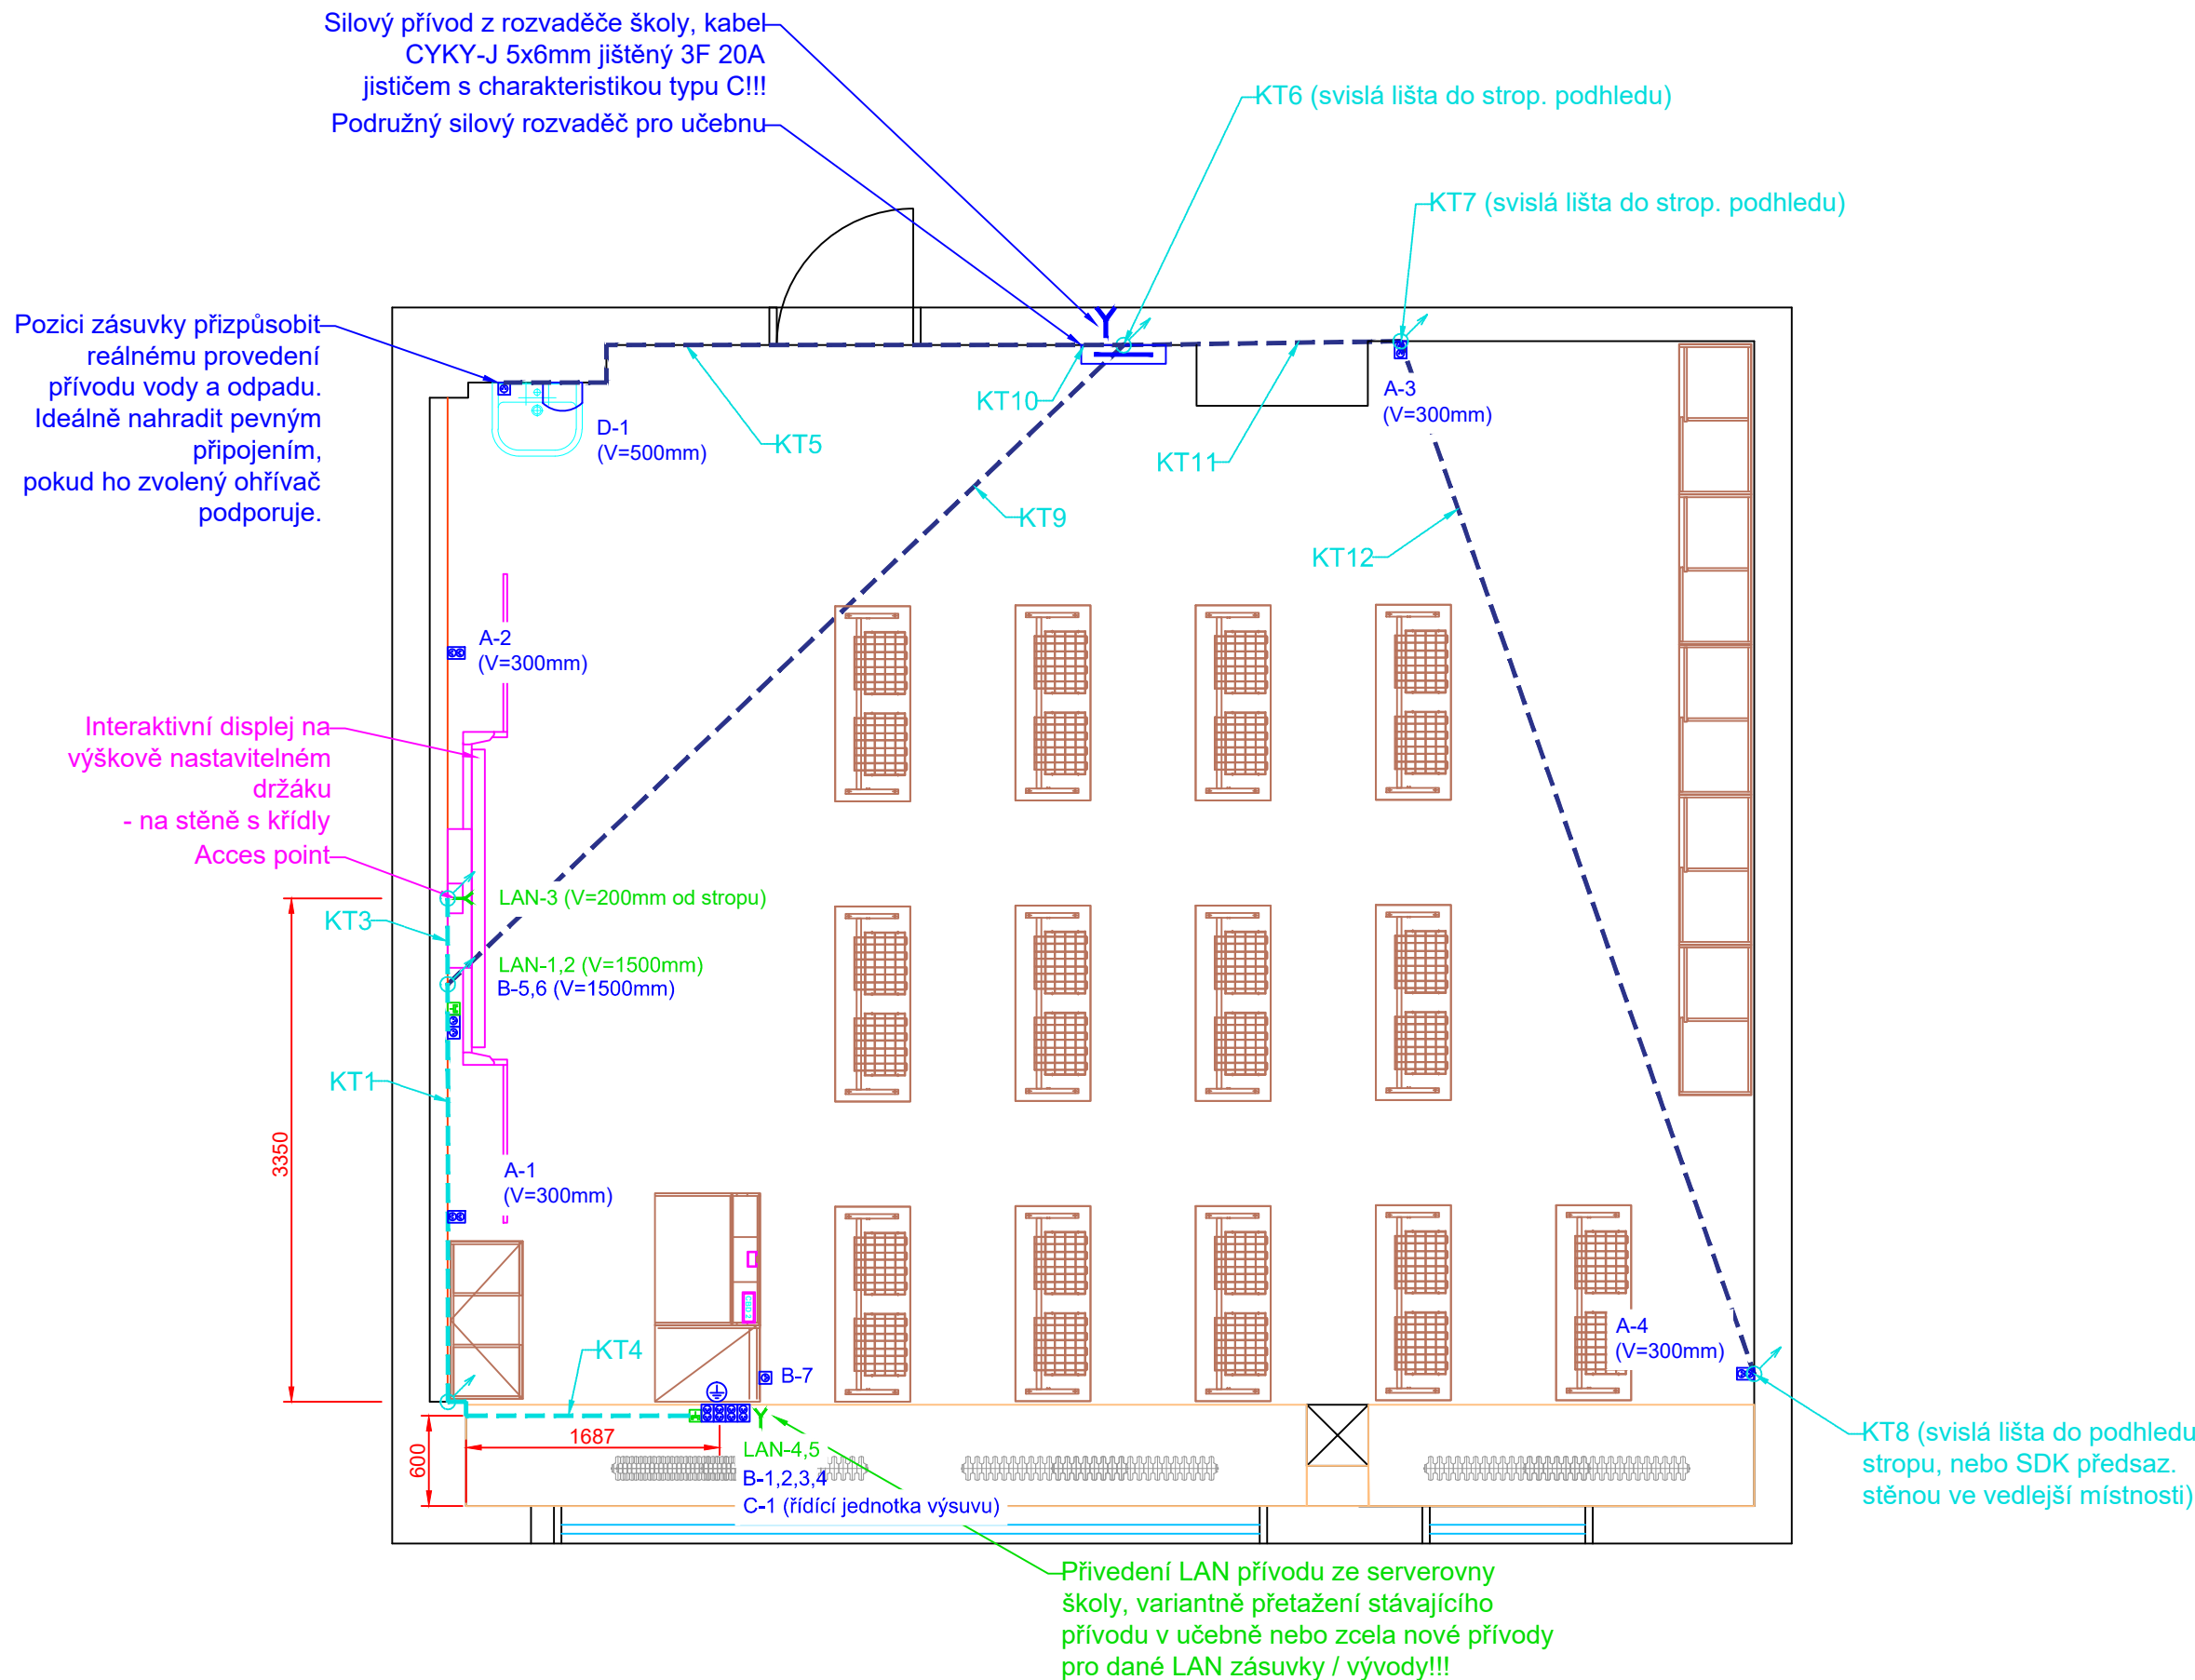 Silový přívod z rozvaděče školy, kabel
CYKY-J 5x6mm jištěný 3F 20A
jističem s charakteristikou typu C!!!
Podružný silový rozvaděč pro učebnu
KT6 (svislá lišta do strop. podhledu)
KT7 (svislá lišta do strop. podhledu)
Pozici zásuvky přizpůsobit
reálnému provedení
přívodu vody a odpadu.
Ideálně nahradit pevným
připojením,
pokud ho zvolený ohřívač
podporuje.
D-1
(V=500mm)
KT5
KT10
KT11
A-3
(V=300mm)
KT9
KT12
A-2
(V=300mm)
Interaktivní displej na
výškově nastavitelném
držáku
- na stěně s křídly
Acces point
LAN-3 (V=200mm od stropu)
KT3
LAN-1,2 (V=1500mm)
B-5,6 (V=1500mm)
KT1
3350
A-1
(V=300mm)
KT4
B-7
A-4
(V=300mm)
1687
600
LAN-4,5
B-1,2,3,4
C-1 (řídící jednotka výsuvu)
KT8 (svislá lišta do podhledu
stropu, nebo SDK předsaz.
stěnou ve vedlejší místnosti)
Přivedení LAN přívodu ze serverovny
školy, variantně přetažení stávajícího
přívodu v učebně nebo zcela nové přívody
pro dané LAN zásuvky / vývody!!!